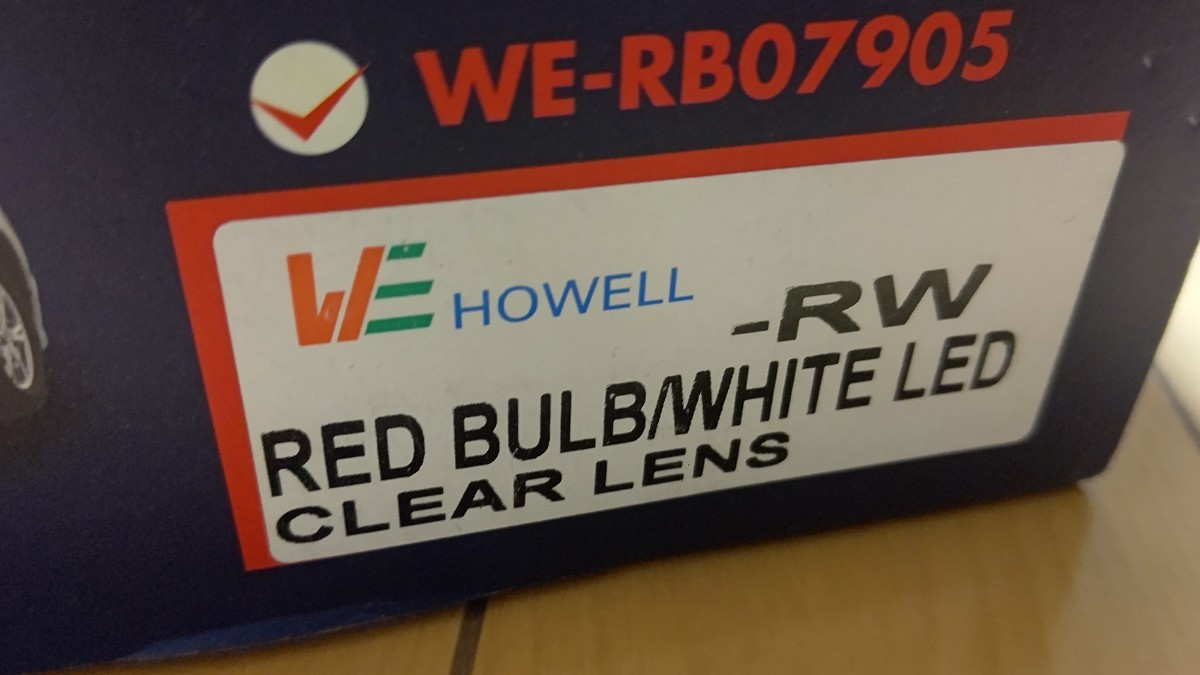 WE-RB07905
WE HOWELL -RW
RED BULB/WHITE LED
CLEAR LENS